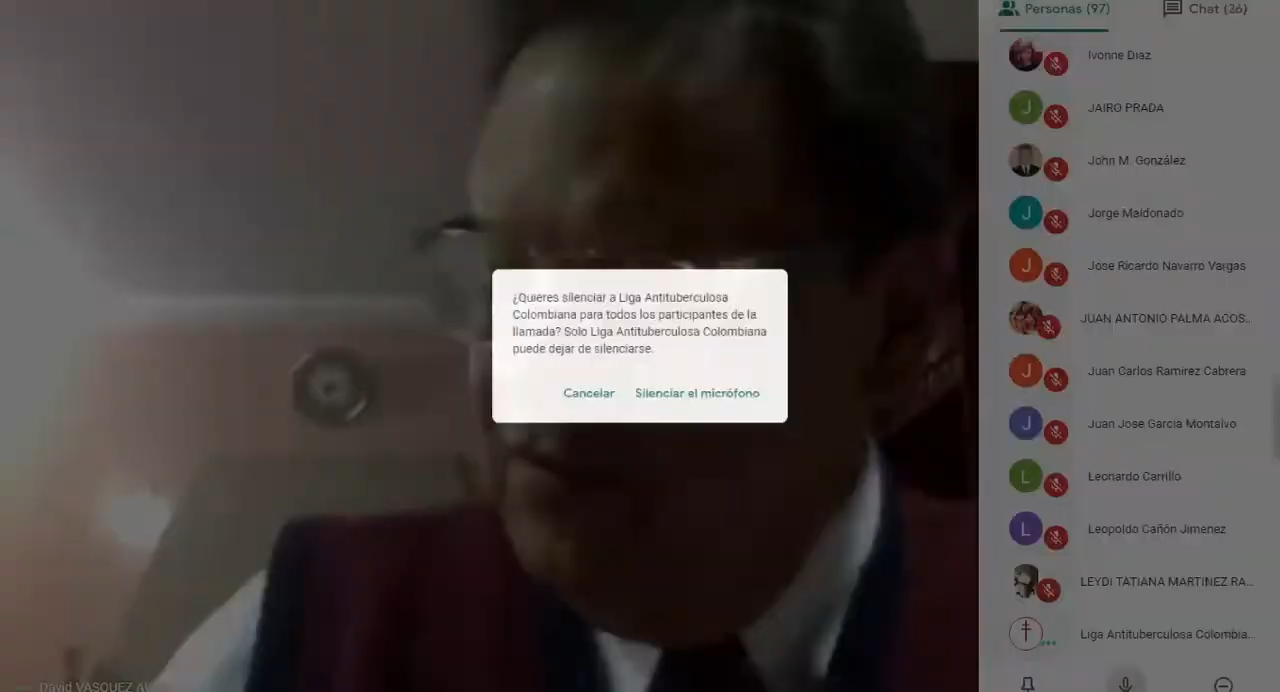 Personas (97)
Chat (26)
Ivonne Diaz
JAIRO PRADA
J
John M. González
Jorge Maldonado
J
Jose Ricardo Navarro Vargas
J
¿Quieres silenciar a Liga Antituberculosa
Colombiana para todos los participantes de la
llamada? Solo Liga Antituberculosa Colombiana
puede dejar de silenciarse.
Cancelar
Silenciar el micrófono
JUAN ANTONIO PALMA ACOS...
Juan Carlos Ramirez Cabrera
J
Juan Jose Garcia Montalvo
J
Leonardo Carrillo
L
Leopoldo Cañón Jimenez
L
LEYDI TATIANA MARTINEZ RA...
Liga Antituberculosa Colombia...
David VASQUEZ